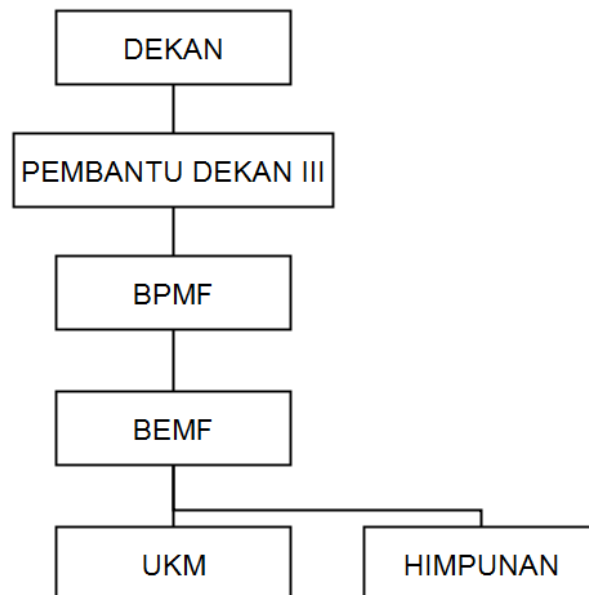 DEKAN
PEMBANTU DEKAN III
BPMF
BEMF
UKM
HIMPUNAN